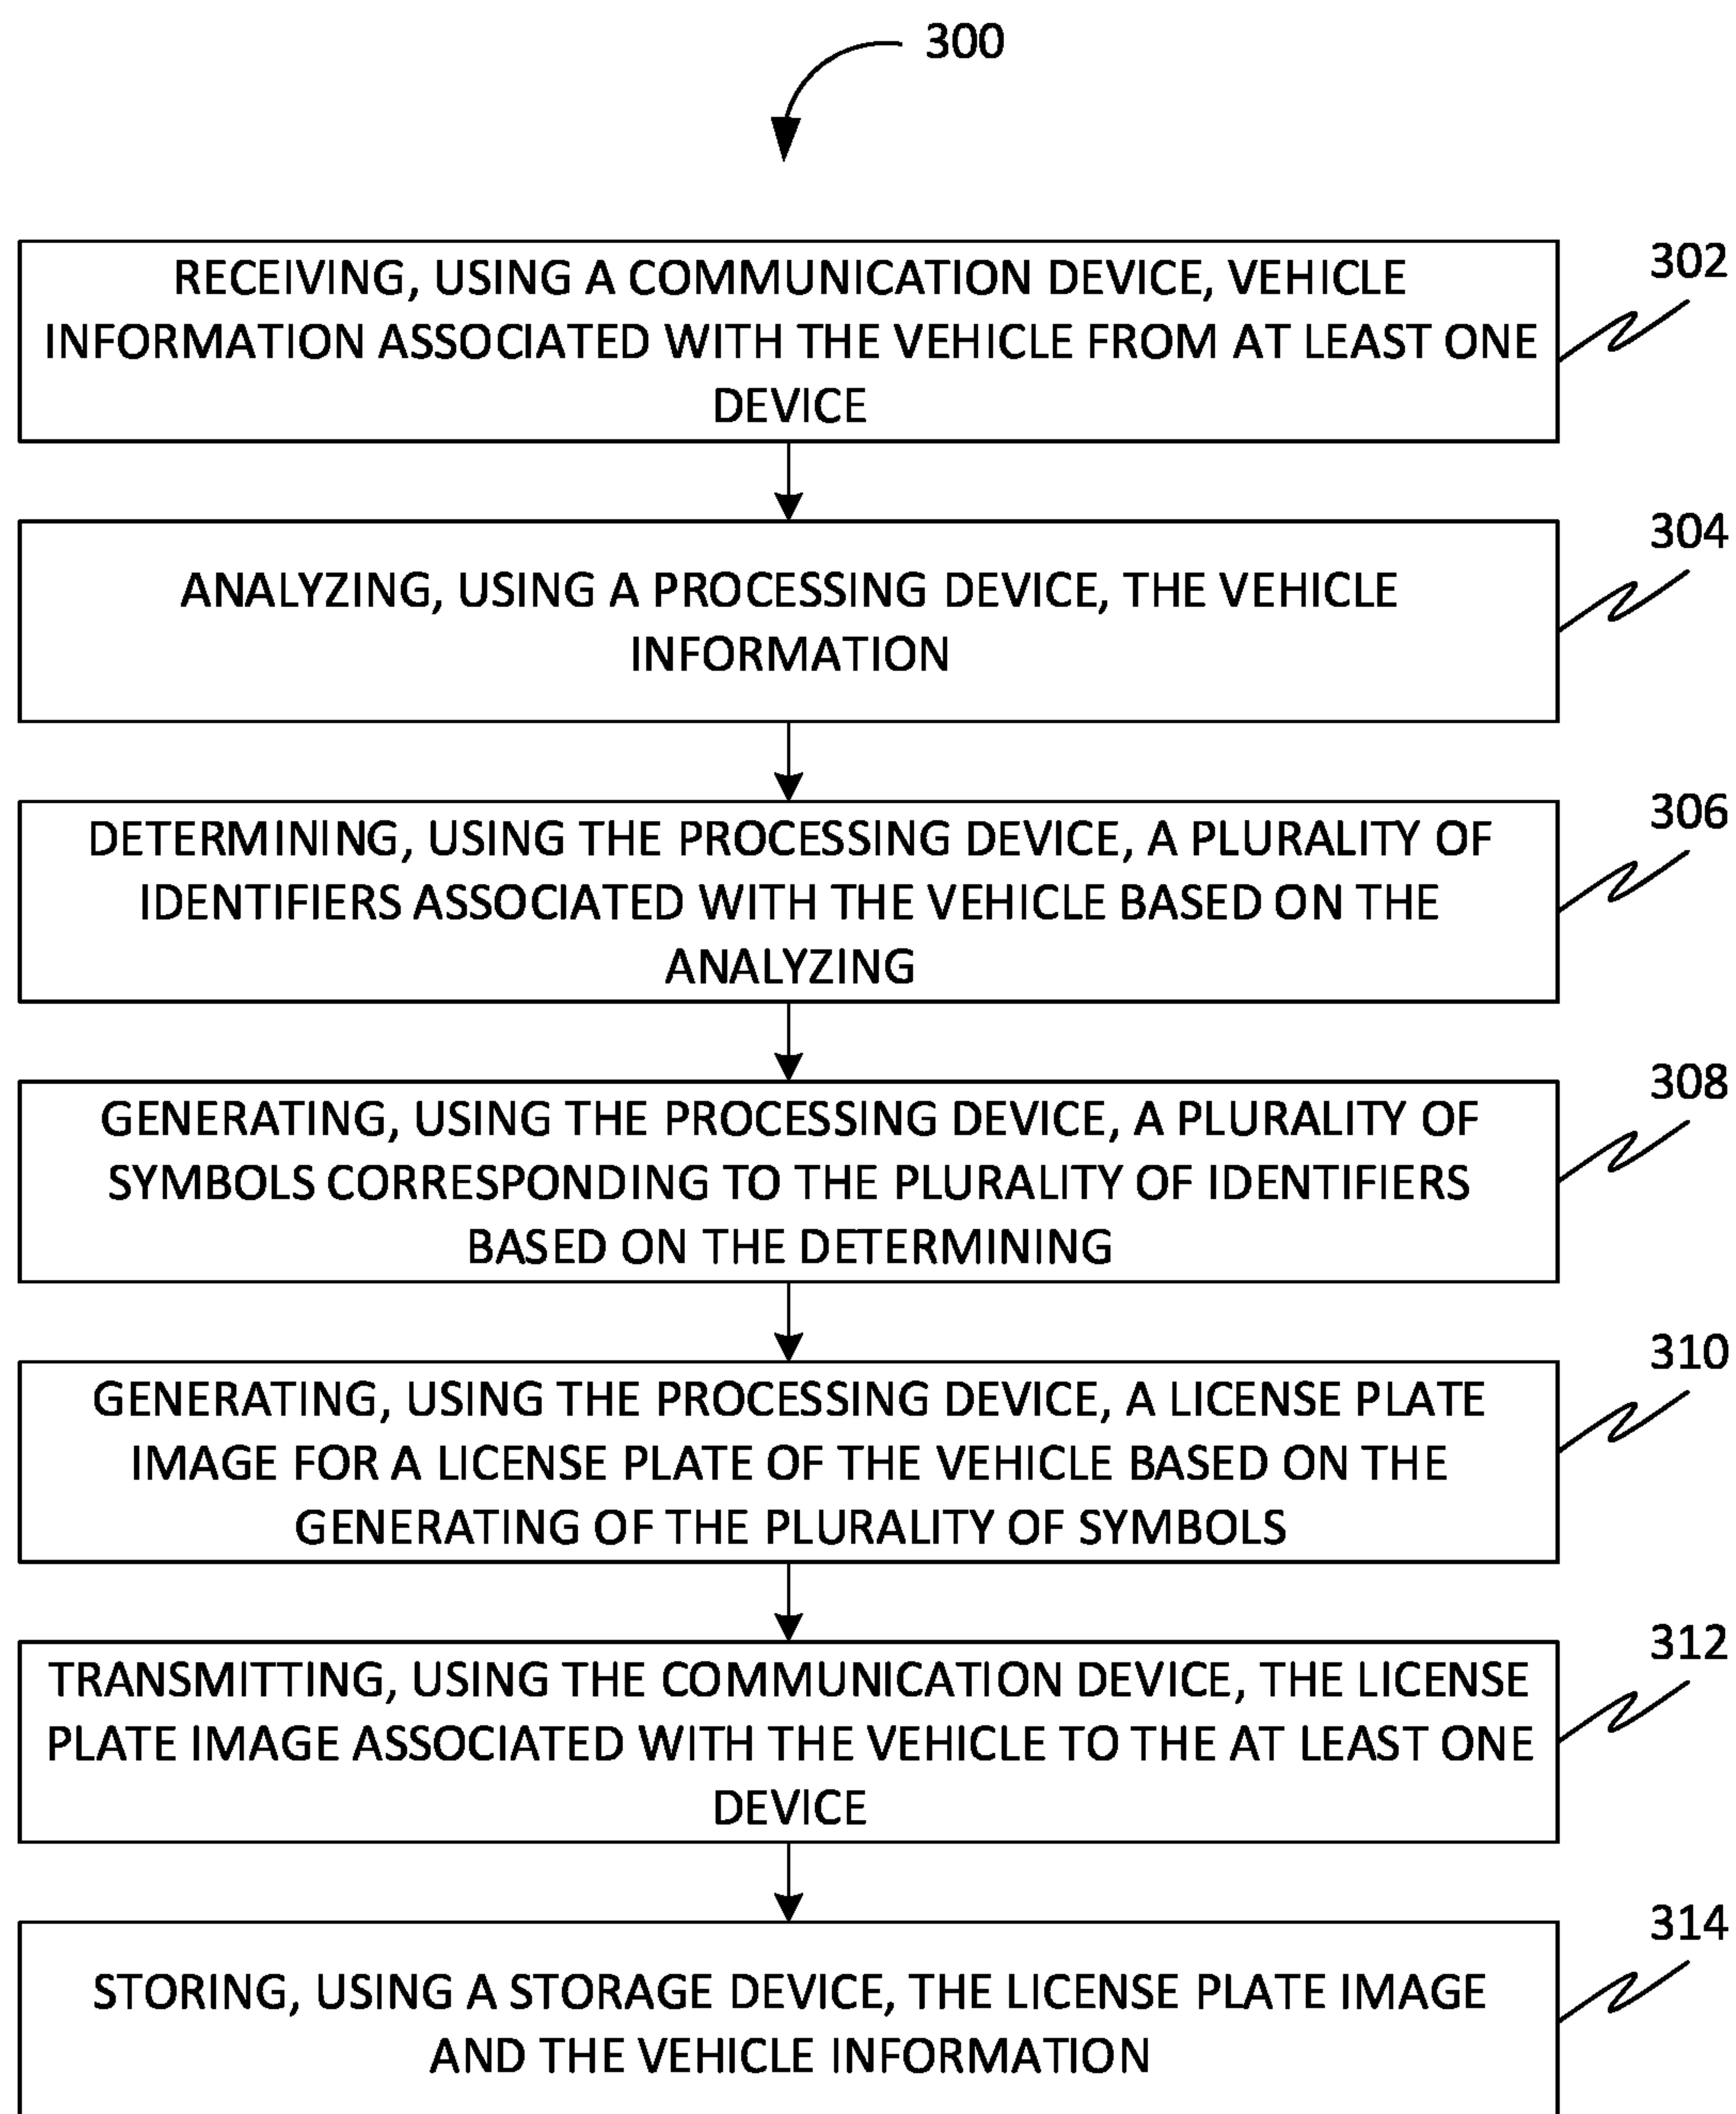 300
RECEIVING, USING A COMMUNICATION DEVICE, VEHICLE
INFORMATION ASSOCIATED WITH THE VEHICLE FROM AT LEAST ONE
DEVICE
302
ANALYZING, USING A PROCESSING DEVICE, THE VEHICLE
INFORMATION
304
DETERMINING, USING THE PROCESSING DEVICE, A PLURALITY OF
IDENTIFIERS ASSOCIATED WITH THE VEHICLE BASED ON THE
ANALYZING
306
GENERATING, USING THE PROCESSING DEVICE, A PLURALITY OF
SYMBOLS CORRESPONDING TO THE PLURALITY OF IDENTIFIERS
BASED ON THE DETERMINING
308
GENERATING, USING THE PROCESSING DEVICE, A LICENSE PLATE
IMAGE FOR A LICENSE PLATE OF THE VEHICLE BASED ON THE
GENERATING OF THE PLURALITY OF SYMBOLS
310
TRANSMITTING, USING THE COMMUNICATION DEVICE, THE LICENSE
PLATE IMAGE ASSOCIATED WITH THE VEHICLE TO THE AT LEAST ONE
DEVICE
312
STORING, USING A STORAGE DEVICE, THE LICENSE PLATE IMAGE
AND THE VEHICLE INFORMATION
314